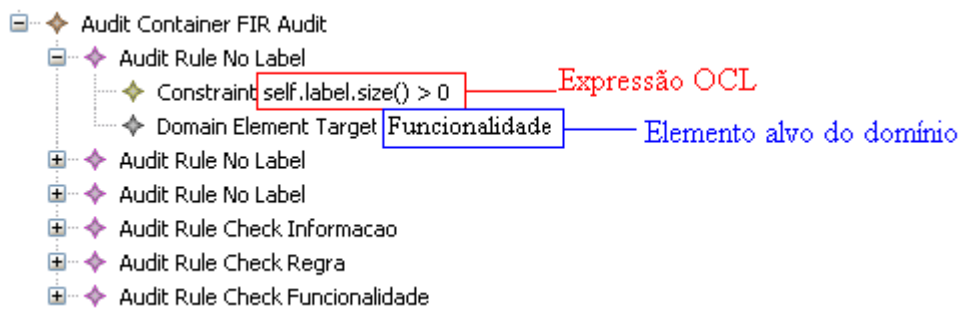 Audit Container FIR Audit
Audit Rule No Label
Constraint self.label.size() > 0 Expressão OCL
Domain Element Target Funcionalidade Elemento alvo do domínio
Audit Rule No Label
Audit Rule No Label
Audit Rule Check Informacao
Audit Rule Check Regra
Audit Rule Check Funcionalidade